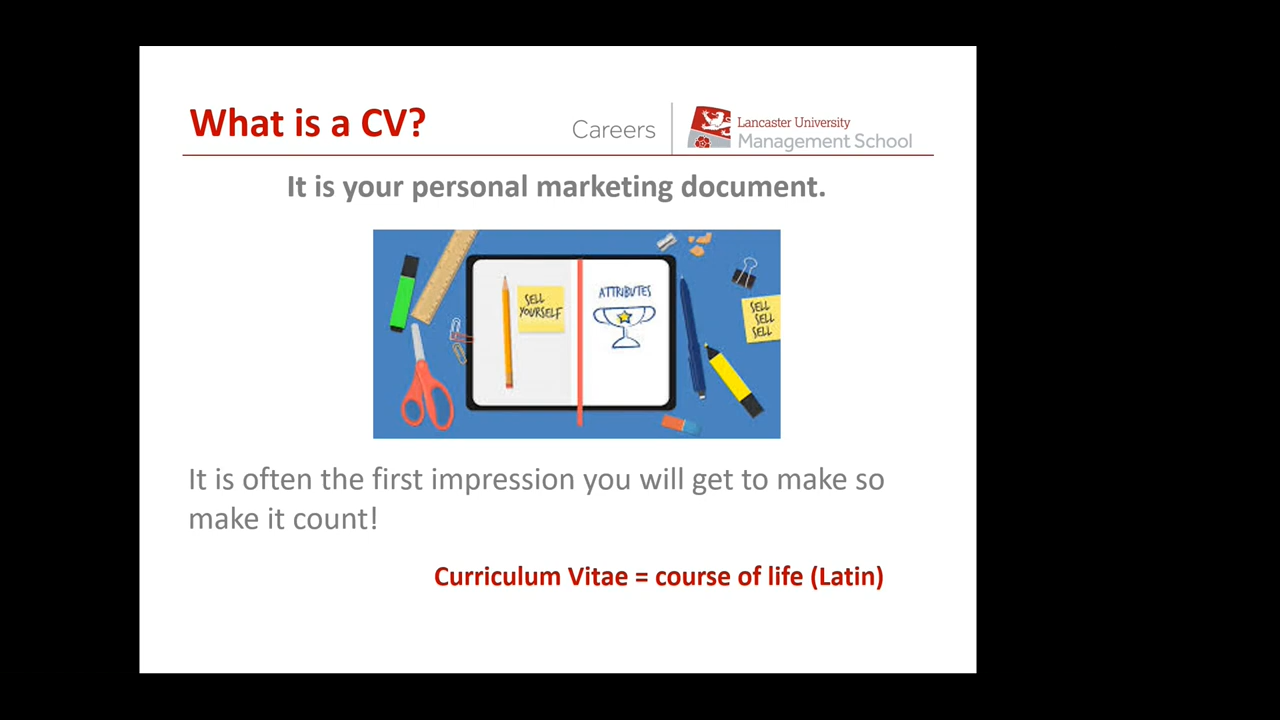 What is a CV?
Careers
Lancaster University
Management School
It is your personal marketing document.
SELL
YOURSELF
ATTRIBUTES
SELL
SELL
SELL
It is often the first impression you will get to make so
make it count!
Curriculum Vitae = course of life (Latin)